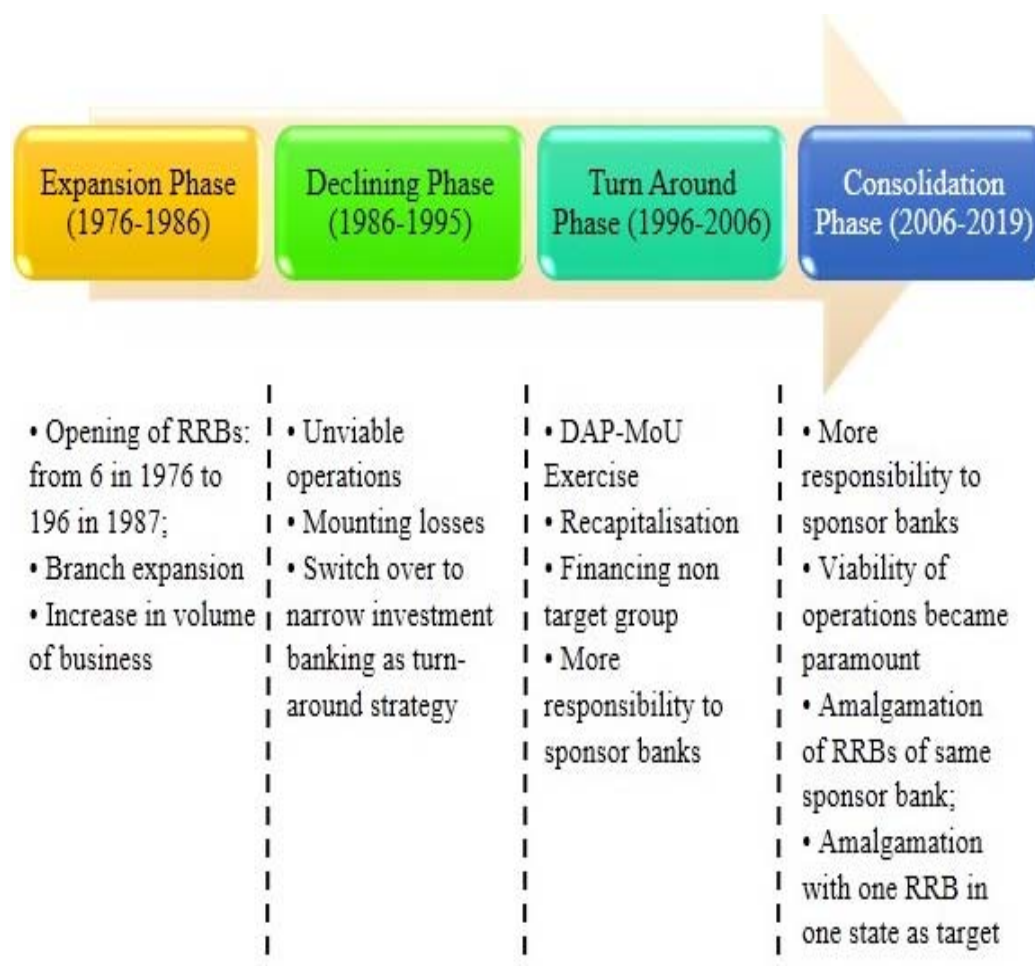 Expansion Phase
(1976-1986)
Declining Phase
(1986-1995)
Turn Around
Phase (1996-2006)
Consolidation
Phase (2006-2019)
• Opening of RRBs:
from 6 in 1976 to
196 in 1987;
• Branch expansion
• Increase in volume
of business
• Unviable
operations
• Mounting losses
• Switch over to
narrow investment
banking as turn-
around strategy
• DAP-MoU
Exercise
• Recapitalisation
• Financing non
target group
• More
responsibility to
sponsor banks
• More
responsibility to
sponsor banks
• Viability of
operations became
paramount
• Amalgamation
of RRBs of same
sponsor bank;
• Amalgamation
with one RRB in
one state as target